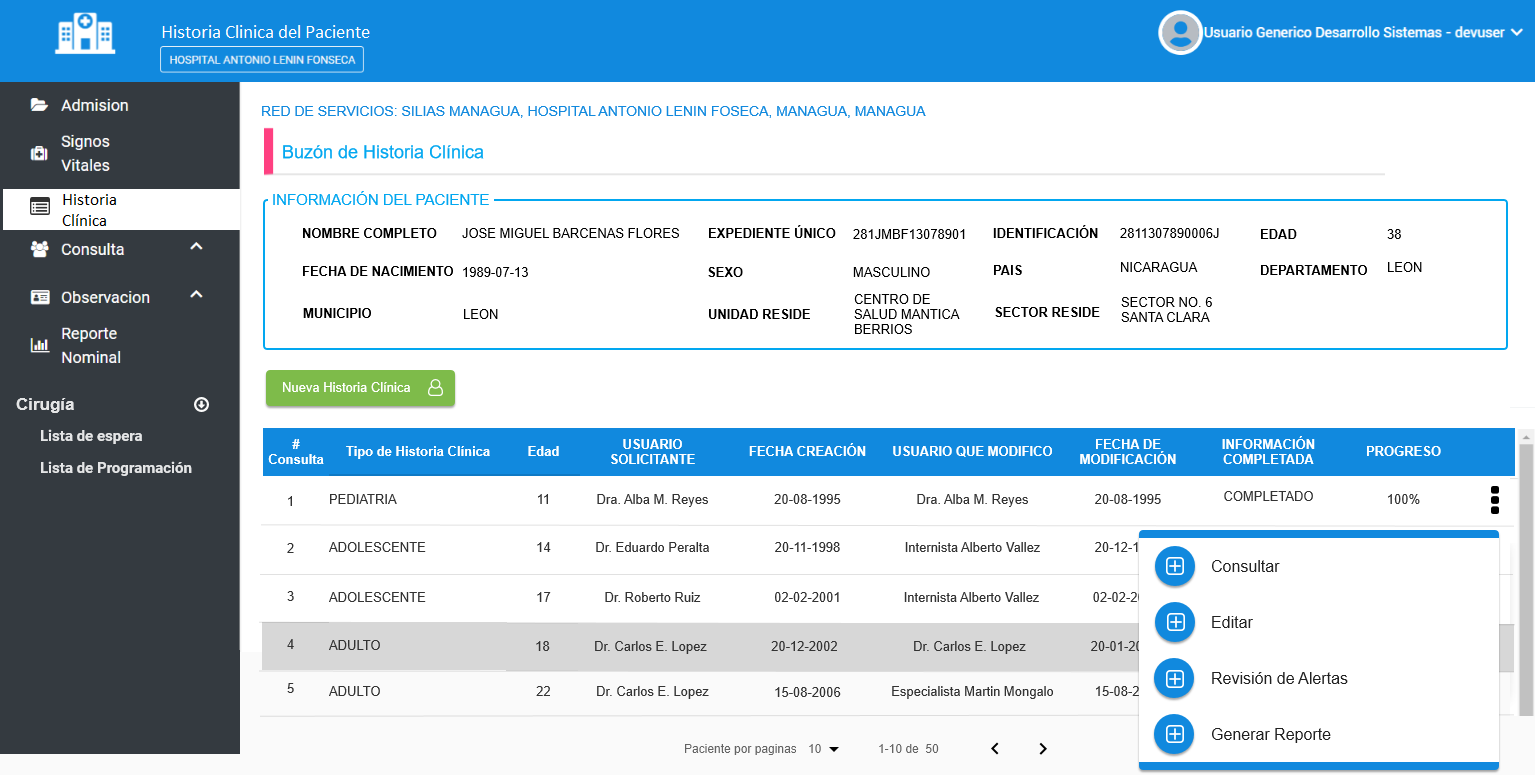 Historia Clinica del Paciente
HOSPITAL ANTONIO LENIN FONSECA
Usuario Generico Desarrollo Sistemas - devuser
Admision
Signos
Vitales
Historia
Clínica
Consulta
Observacion
Reporte
Nominal
Cirugía
Lista de espera
Lista de Programación
RED DE SERVICIOS: SILIAS MANAGUA, HOSPITAL ANTONIO LENIN FOSECA, MANAGUA, MANAGUA
Buzón de Historia Clínica
INFORMACIÓN DEL PACIENTE
NOMBRE COMPLETO JOSE MIGUEL BARCENAS FLORES EXPEDIENTE ÚNICO 281JMBF13078901 IDENTIFICACIÓN 2811307890006J EDAD 38
FECHA DE NACIMIENTO 1989-07-13 SEXO MASCULINO PAIS NICARAGUA DEPARTAMENTO LEON
MUNICIPIO LEON UNIDAD RESIDE CENTRO DE SALUD MANTICA BERRIOS SECTOR RESIDE SECTOR NO. 6 SANTA CLARA
Nueva Historia Clínica
# Consulta Tipo de Historia Clínica Edad USUARIO SOLICITANTE FECHA CREACIÓN USUARIO QUE MODIFICO FECHA DE MODIFICACIÓN INFORMACIÓN COMPLETADA PROGRESO
1 PEDIATRIA 11 Dra. Alba M. Reyes 20-08-1995 Dra. Alba M. Reyes 20-08-1995 COMPLETADO 100%
2 ADOLESCENTE 14 Dr. Eduardo Peralta 20-11-1998 Internista Alberto Vallez 20-12-1
3 ADOLESCENTE 17 Dr. Roberto Ruiz 02-02-2001 Internista Alberto Vallez 02-02-2
4 ADULTO 18 Dr. Carlos E. Lopez 20-12-2002 Dr. Carlos E. Lopez 20-01-20
5 ADULTO 22 Dr. Carlos E. Lopez 15-08-2006 Especialista Martin Mongalo 15-08-2
Consultar
Editar
Revisión de Alertas
Generar Reporte
Paciente por paginas 10 1-10 de 50